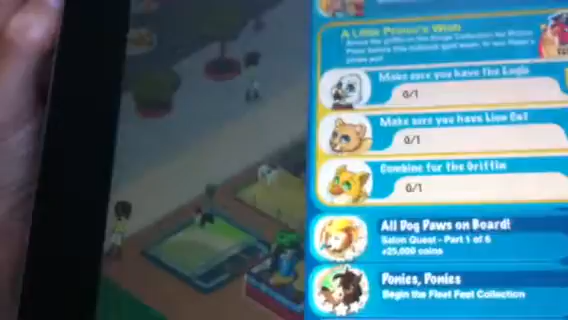 A Little Prince's Wish
Make sure you have the Eagle
0/1
Make sure you have Lion Cat
0/1
Combine for the Griffin
0/1
All Dog Paws on Board!
Salon Quest - Part 1 of 6
+25,000 coins
Ponies, Ponies
Begin the Fleet Feet Collection